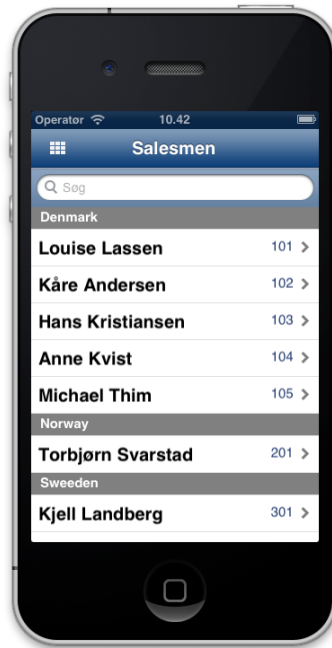 Operatør 10.42
Salesmen
Søg
Denmark
Louise Lassen 101
Kåre Andersen 102
Hans Kristiansen 103
Anne Kvist 104
Michael Thim 105
Norway
Torbjørn Svarstad 201
Sweeden
Kjell Landberg 301